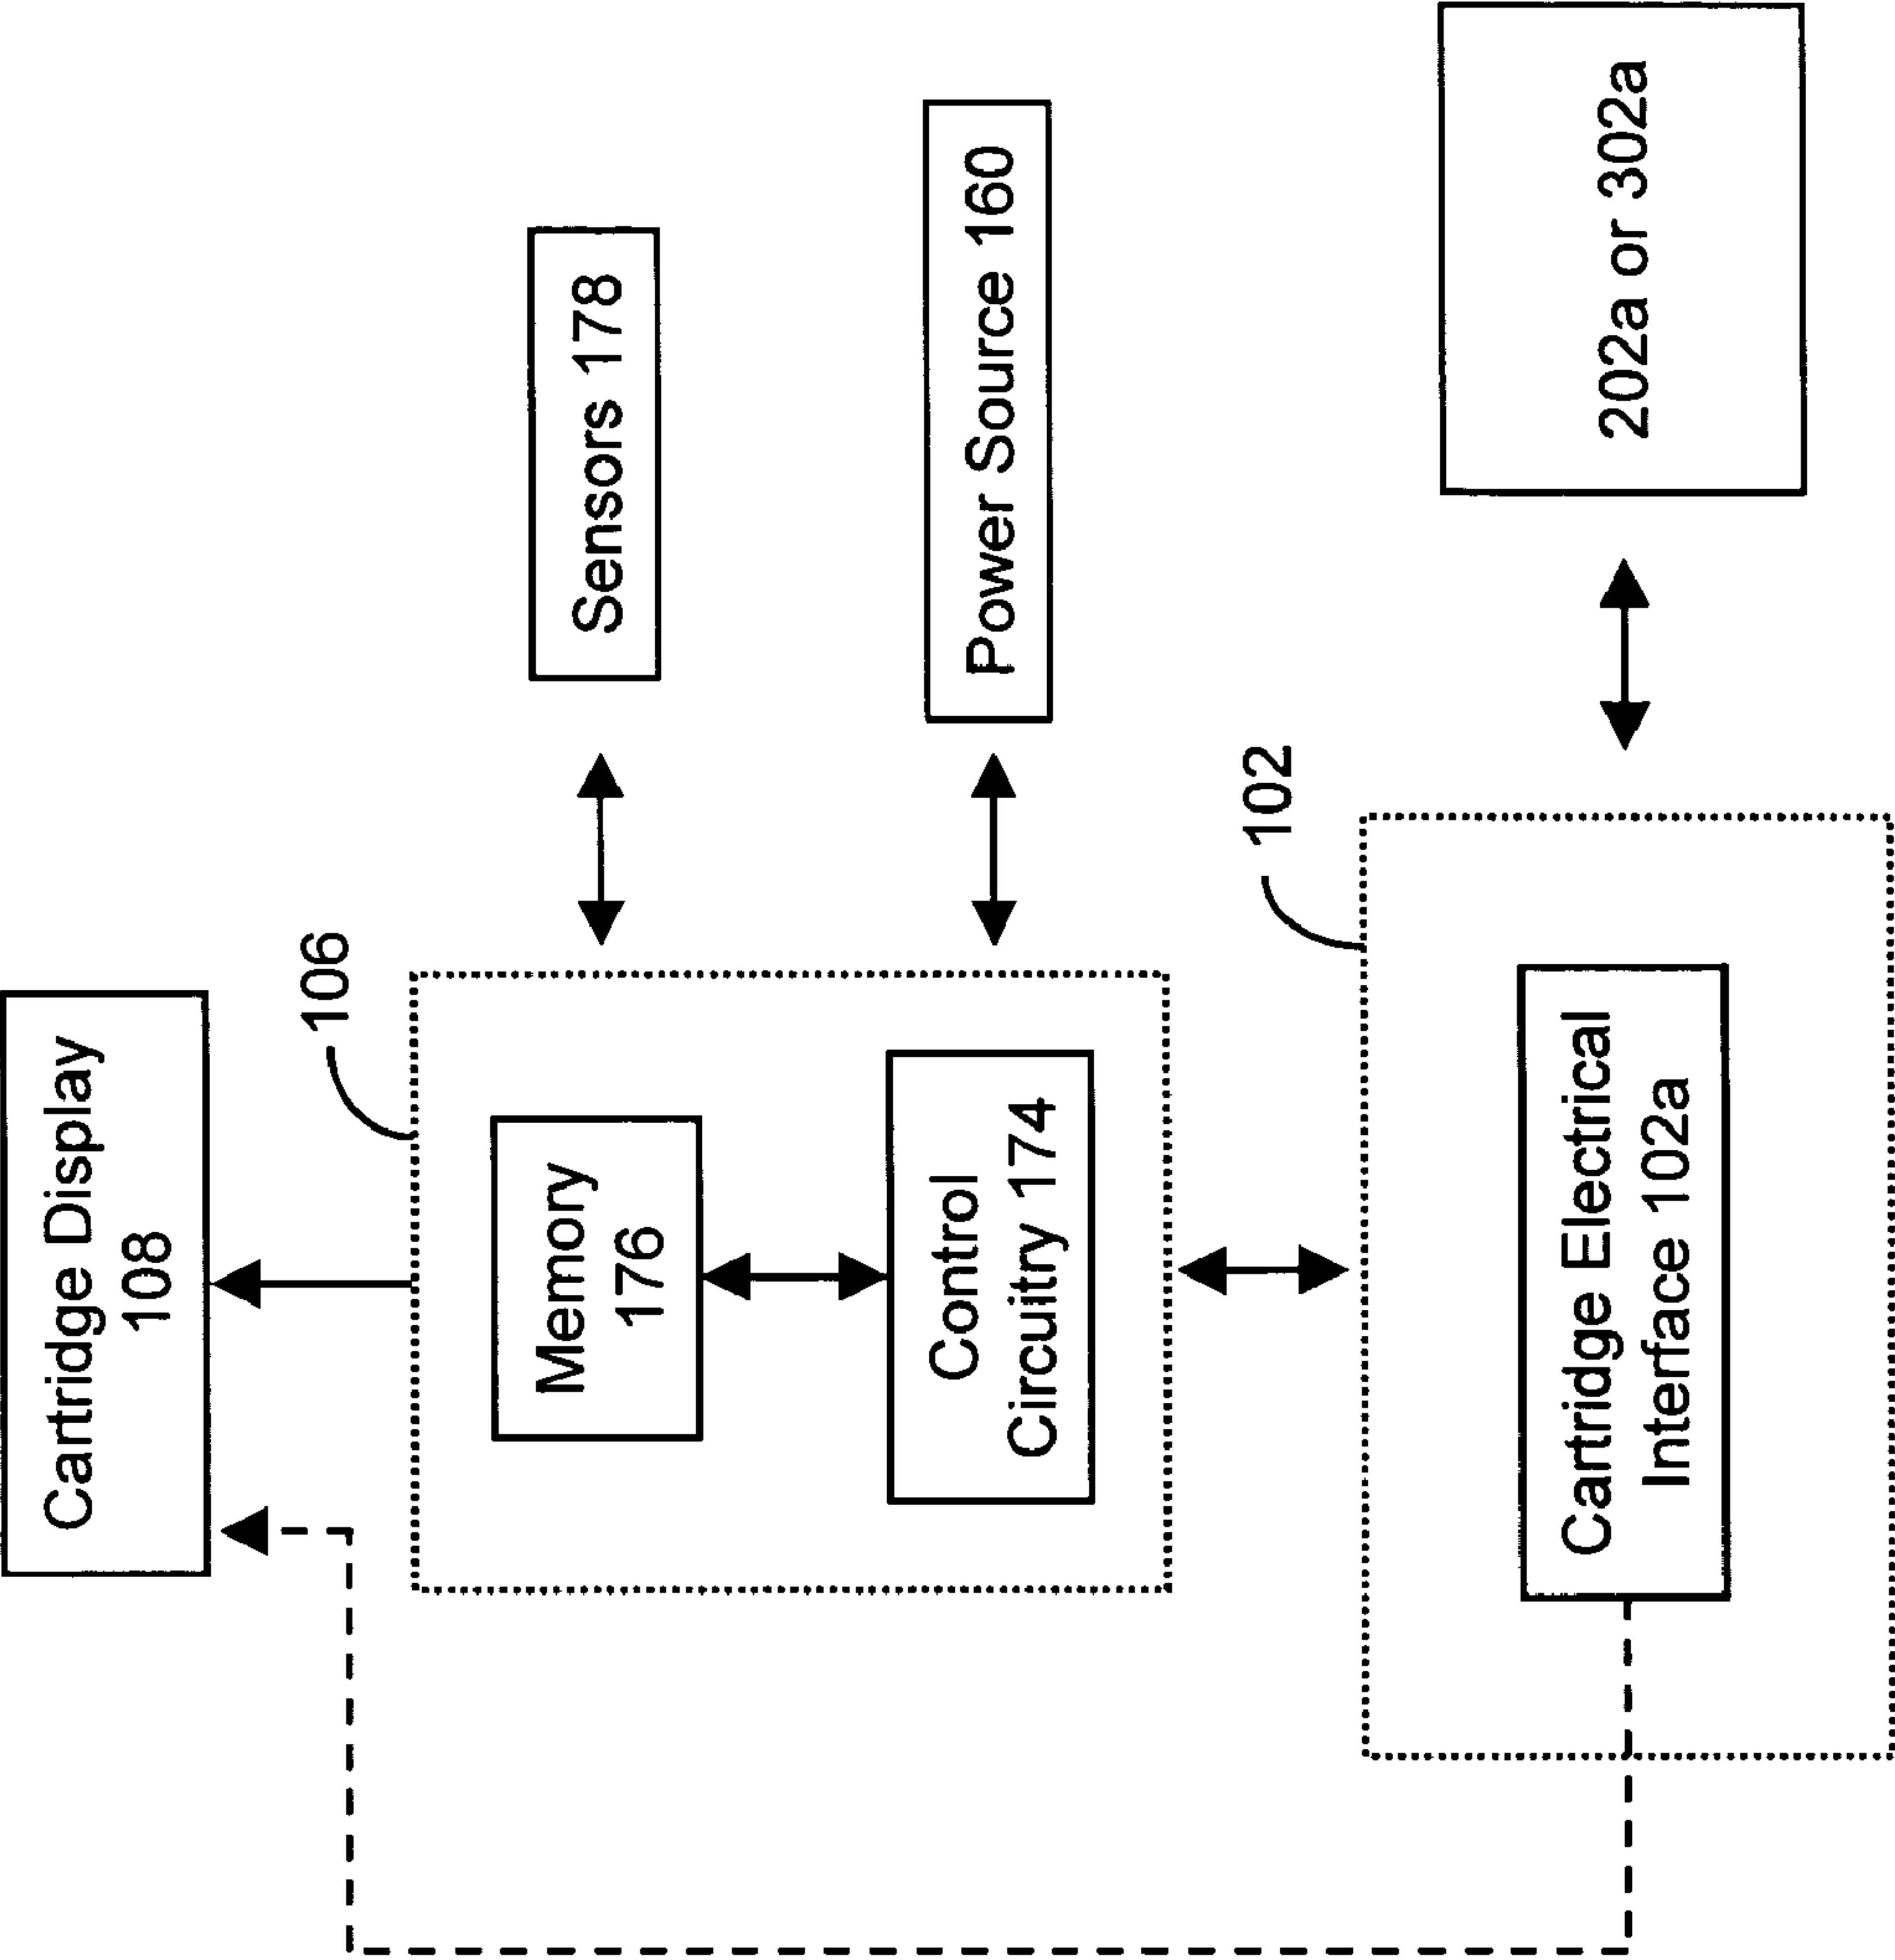 Cartridge Display
108
106
Memory
176
Control
Circuitry 174
Sensors 178
Power Source 160
102
Cartridge Electrical
Interface 102a
202a or 302a